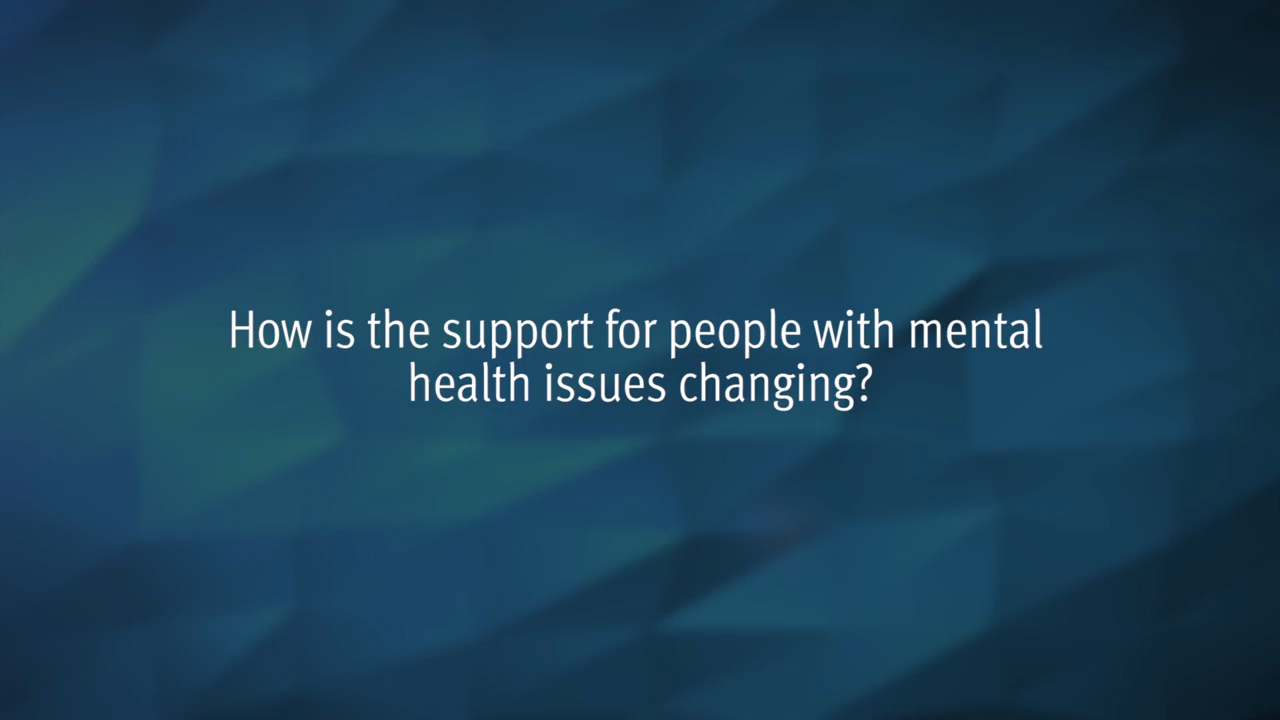 How is the support for people with mental
health issues changing?